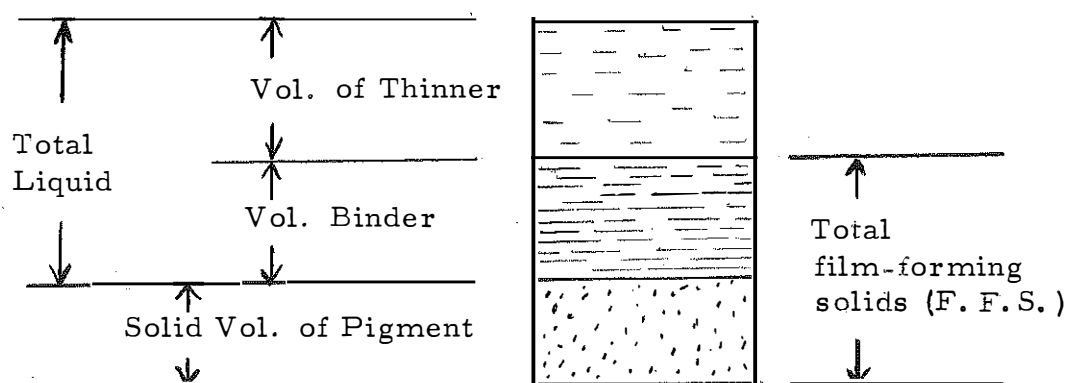 Vol. of Thinner
Total
Liquid
Vol. Binder
Solid Vol. of Pigment
Total
film-forming
solids (F. F. S.)